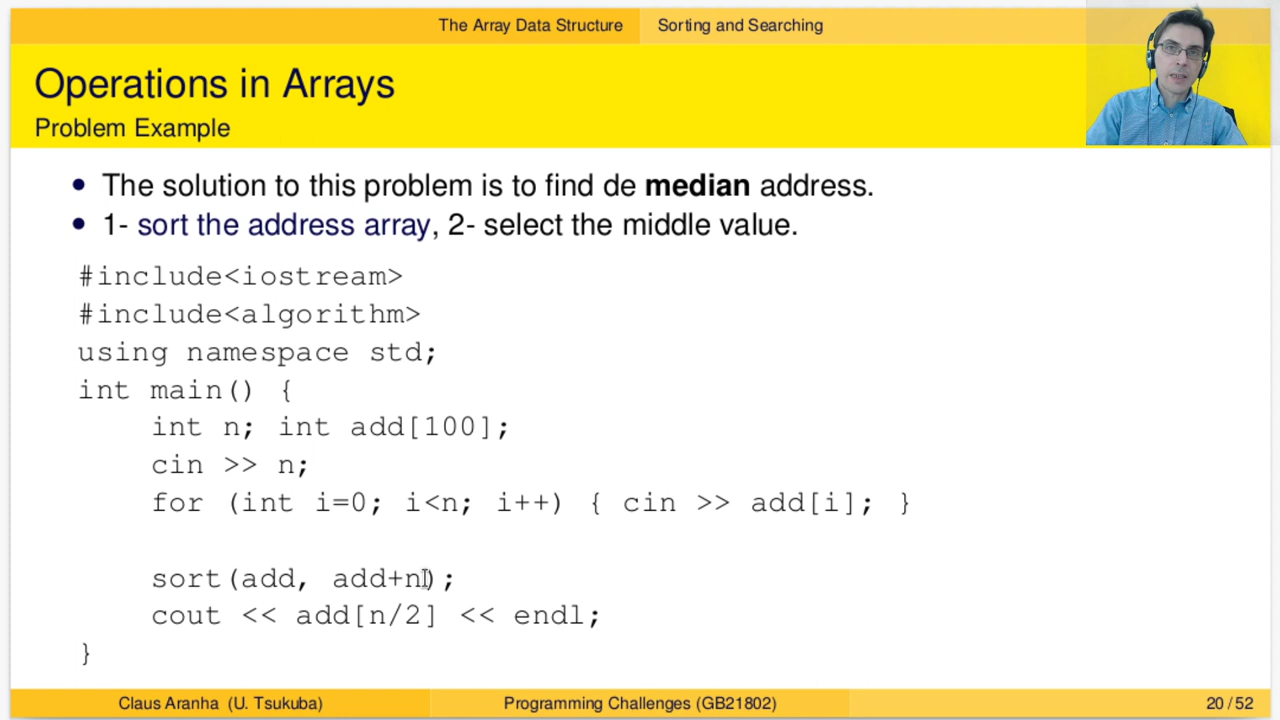 The Array Data Structure Sorting and Searching
Operations in Arrays
Problem Example
• The solution to this problem is to find de median address.
• 1- sort the address array, 2- select the middle value.
#include<iostream>
#include<algorithm>
using namespace std;
int main() {
    int n; int add[100];
    cin >> n;
    for (int i=0; i<n; i++) { cin >> add[i]; }
    sort(add, add+n);
    cout << add[n/2] << endl;
}
Claus Aranha (U. Tsukuba) Programming Challenges (GB21802) 20 / 52